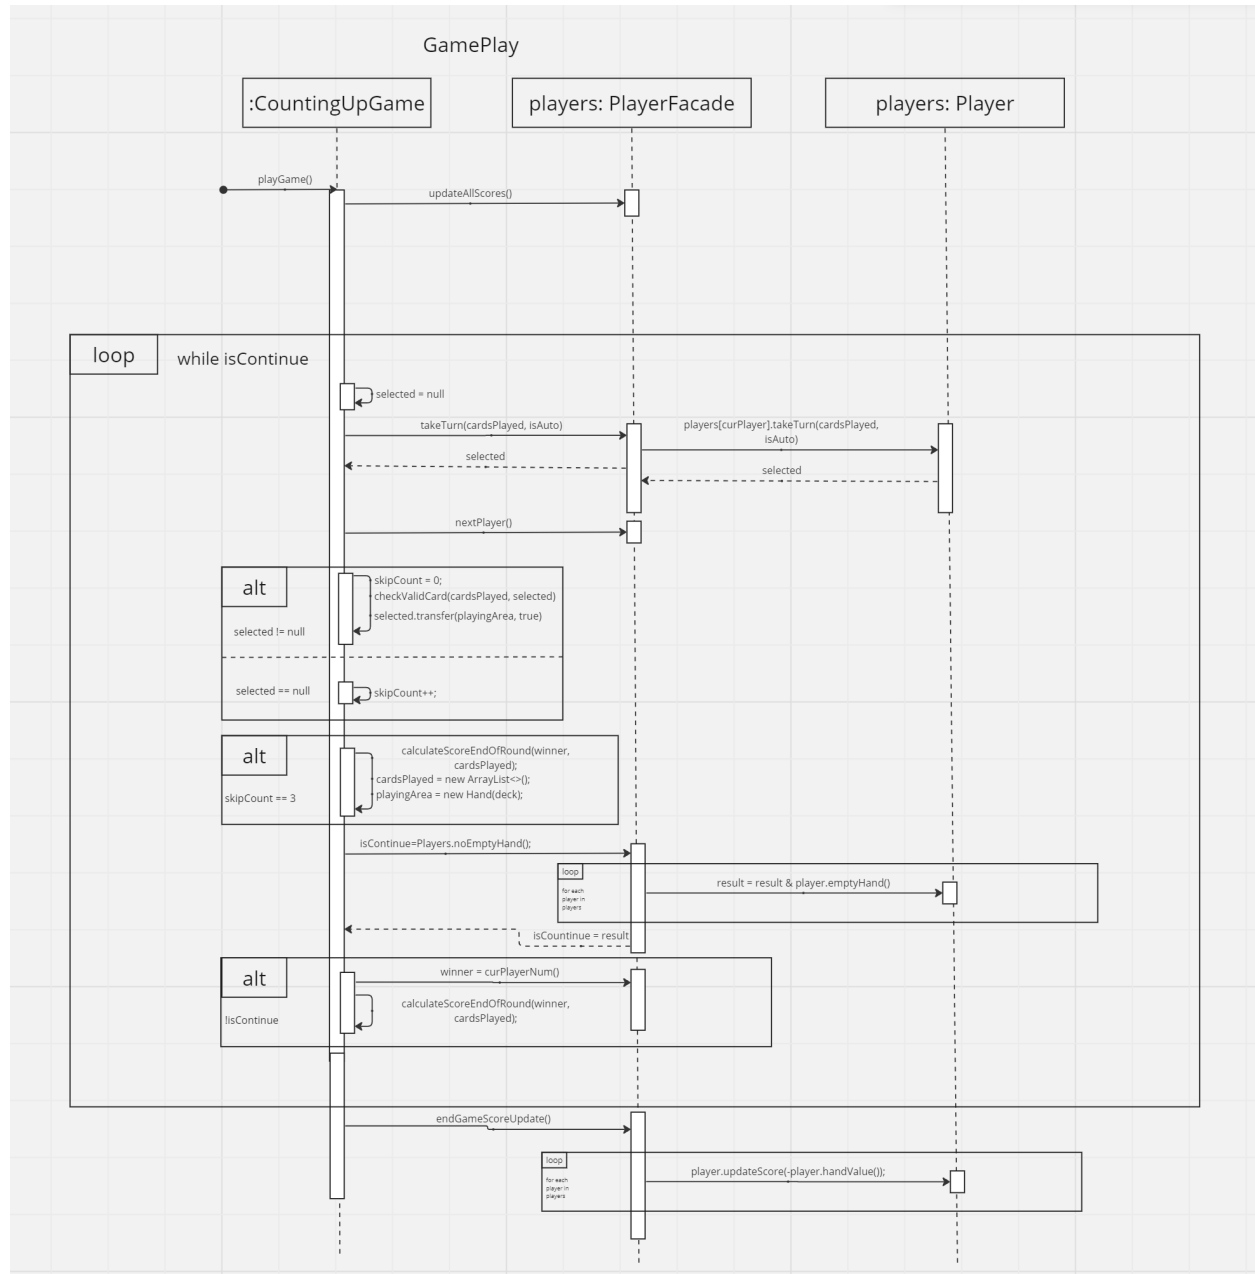 GamePlay
:CountingUpGame
players: PlayerFacade
players: Player
playGame()
updateAllScores()
loop
while isContinue
selected = null
takeTurn(cardsPlayed, isAuto)
players[curPlayer].takeTurn(cardsPlayed,
isAuto)
selected
selected
nextPlayer()
alt
skipCount = 0;
checkValidCard(cardsPlayed, selected)
selected.transfer(playingArea, true)
selected != null
selected == null
skipCount++;
alt
calculateScoreEndOfRound(winner,
cardsPlayed);
cardsPlayed = new ArrayList<>();
playingArea = new Hand(deck);
skipCount == 3
isContinue=Players.noEmptyHand();
loop
for each
player in
players
result = result & player.emptyHand()
isCountinue = result
alt
winner = curPlayerNum()
calculateScoreEndOfRound(winner,
cardsPlayed);
!isContinue
endGameScoreUpdate()
loop
for each
player in
players
player.updateScore(-player.handValue());